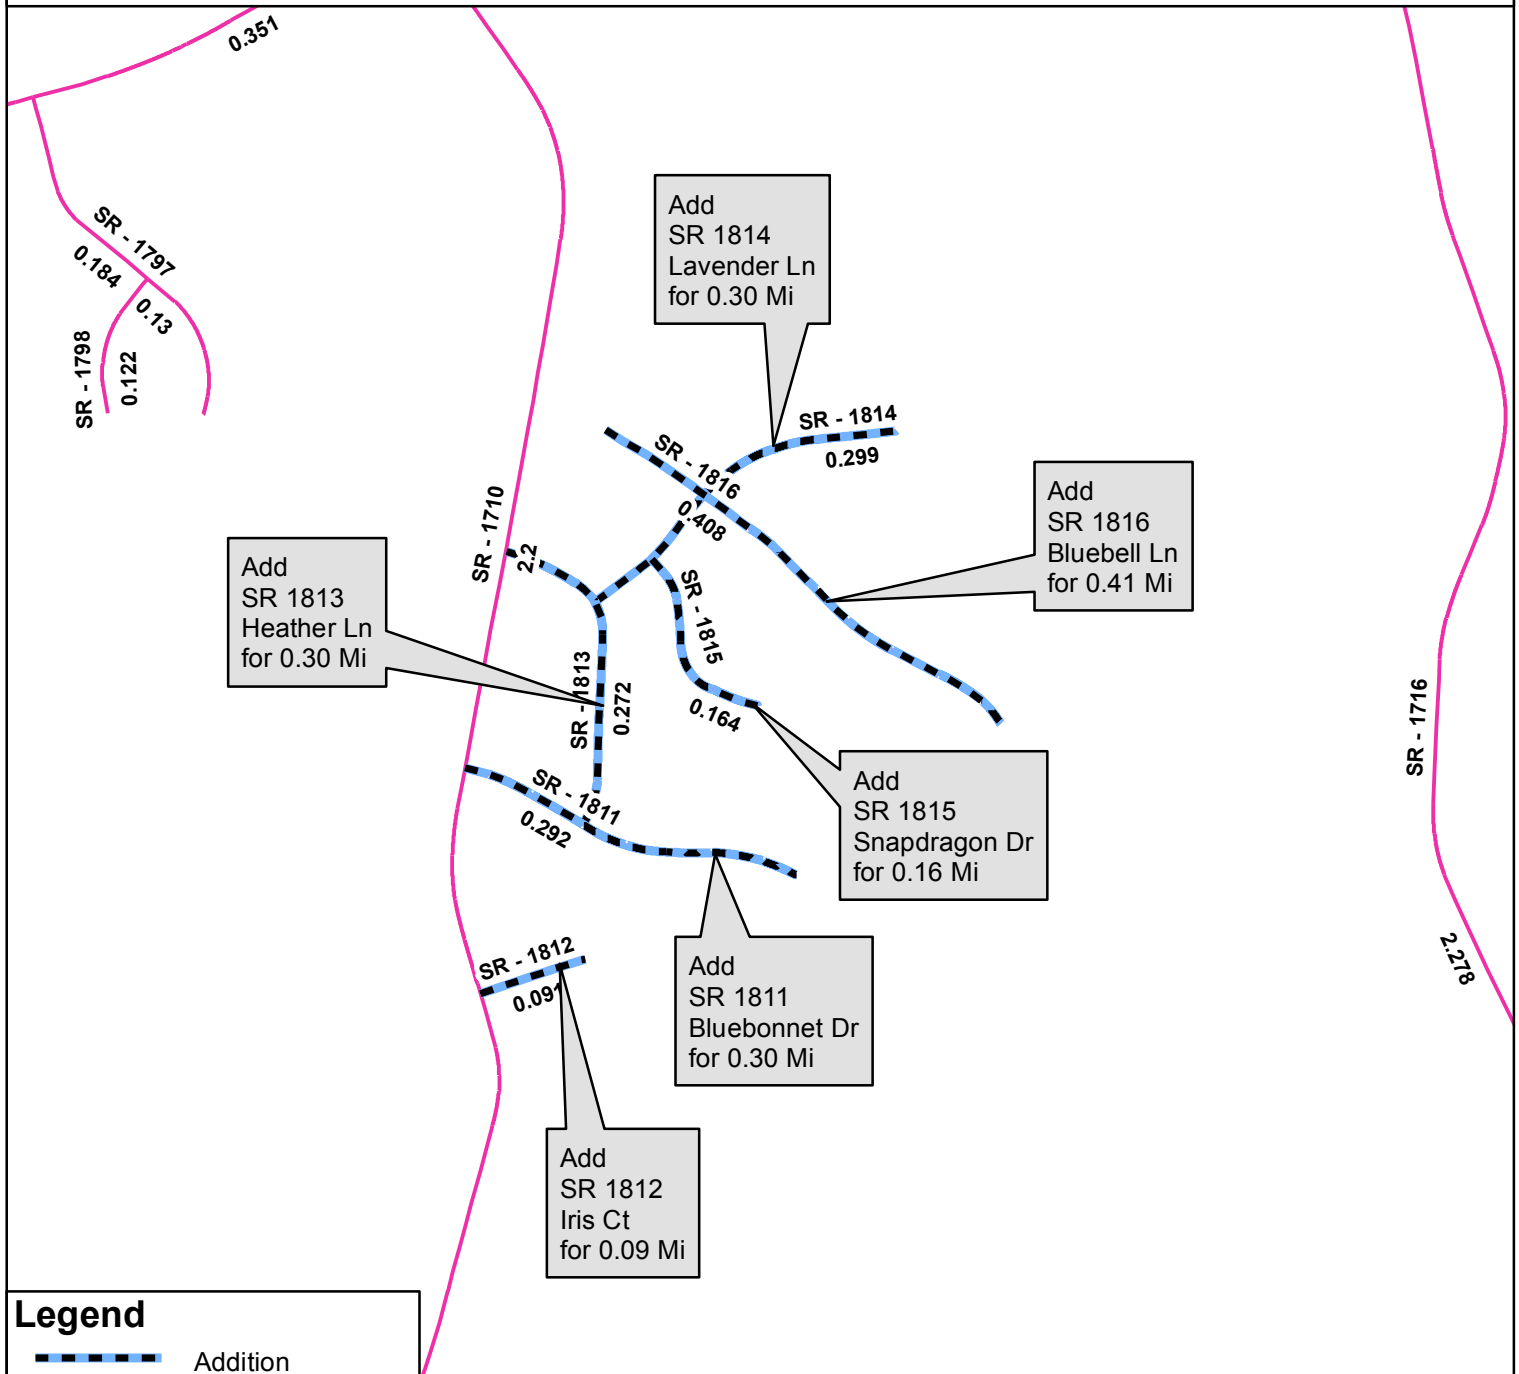 0.351
SR - 1797
0.184
0.13
SR - 1798
0.122
Add
SR 1814
Lavender Ln
for 0.30 Mi
SR - 1814
0.299
SR - 1816
0.408
Add
SR 1816
Bluebell Ln
for 0.41 Mi
SR - 1710
2.2
Add
SR 1813
Heather Ln
for 0.30 Mi
SR - 1815
0.164
SR - 1813
0.272
SR - 1716
2.278
Add
SR 1815
Snapdragon Dr
for 0.16 Mi
SR - 1811
0.292
Add
SR 1811
Bluebonnet Dr
for 0.30 Mi
SR - 1812
0.091
Add
SR 1812
Iris Ct
for 0.09 Mi
Legend
Addition